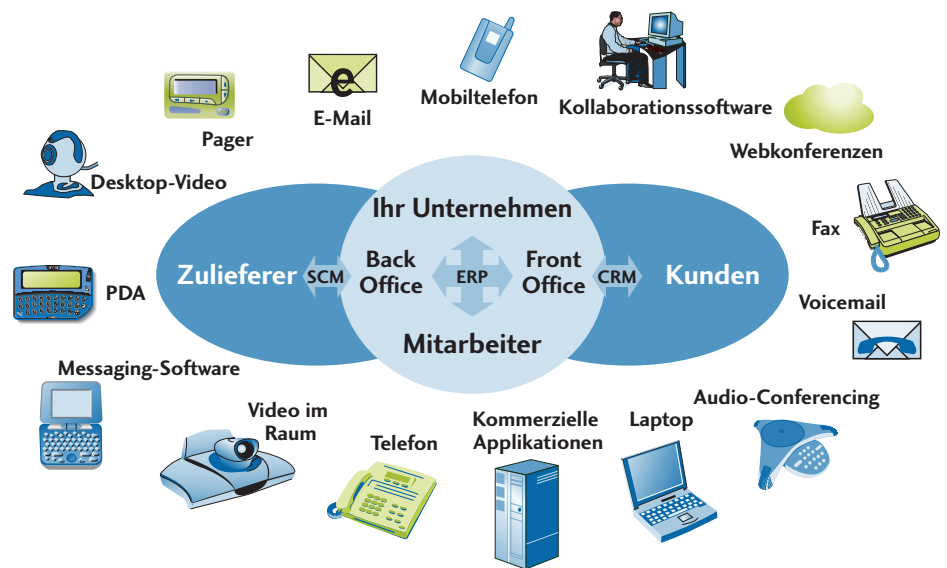 Mobiltelefon
Kollaborationssoftware
E-Mail
e
Pager
Webkonferenzen
Desktop-Video
Fax
PDA
Voicemail
Ihr Unternehmen
Zulieferer
SCM
Back
Office
ERP
Front
Office
CRM
Kunden
Mitarbeiter
Messaging-Software
Video im
Raum
Telefon
Kommerzielle
Applikationen
Laptop
Audio-Conferencing